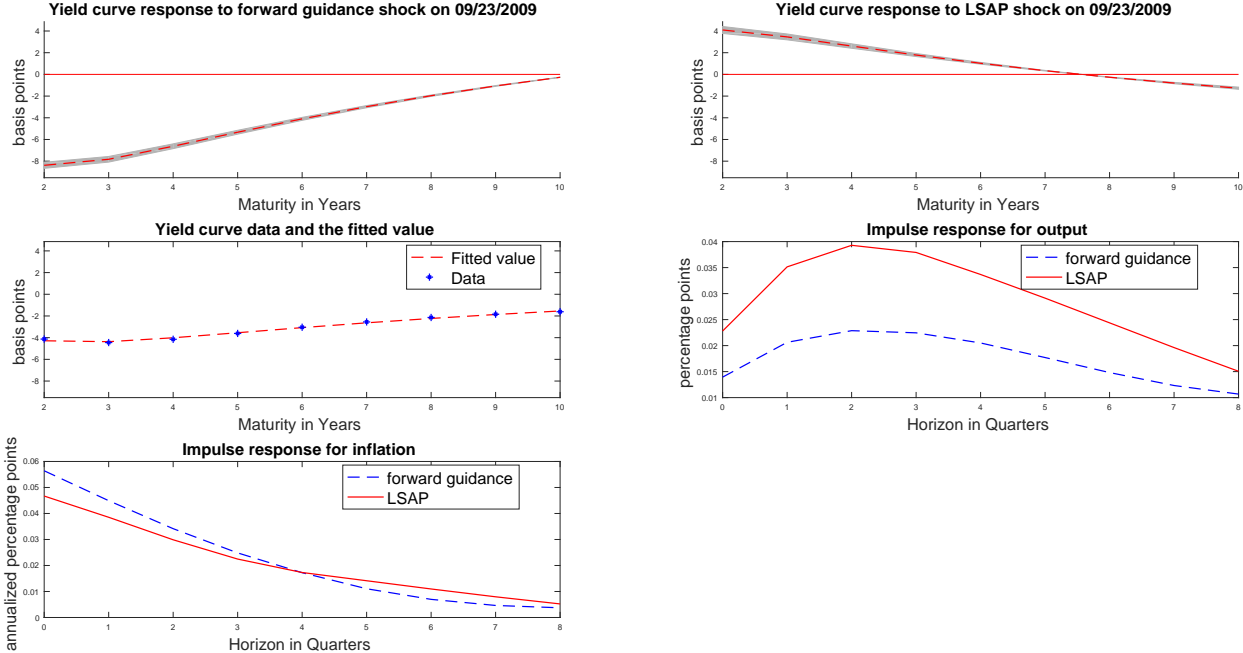 Yield curve response to forward guidance shock on 09/23/2009
basis points
4
2
0
-2
-4
-6
-8
2 3 4 5 6 7 8 9 10
Maturity in Years
Yield curve response to LSAP shock on 09/23/2009
basis points
4
2
0
-2
-4
-6
-8
2 3 4 5 6 7 8 9 10
Maturity in Years
Yield curve data and the fitted value
basis points
4
2
0
-2
-4
-6
-8
Fitted value
Data
2 3 4 5 6 7 8 9 10
Maturity in Years
Impulse response for output
percentage points
0.04
0.035
0.03
0.025
0.02
0.015
0.01
forward guidance
LSAP
0 1 2 3 4 5 6 7 8
Horizon in Quarters
Impulse response for inflation
annualized percentage points
0.06
0.05
0.04
0.03
0.02
0.01
0
forward guidance
LSAP
0 1 2 3 4 5 6 7 8
Horizon in Quarters